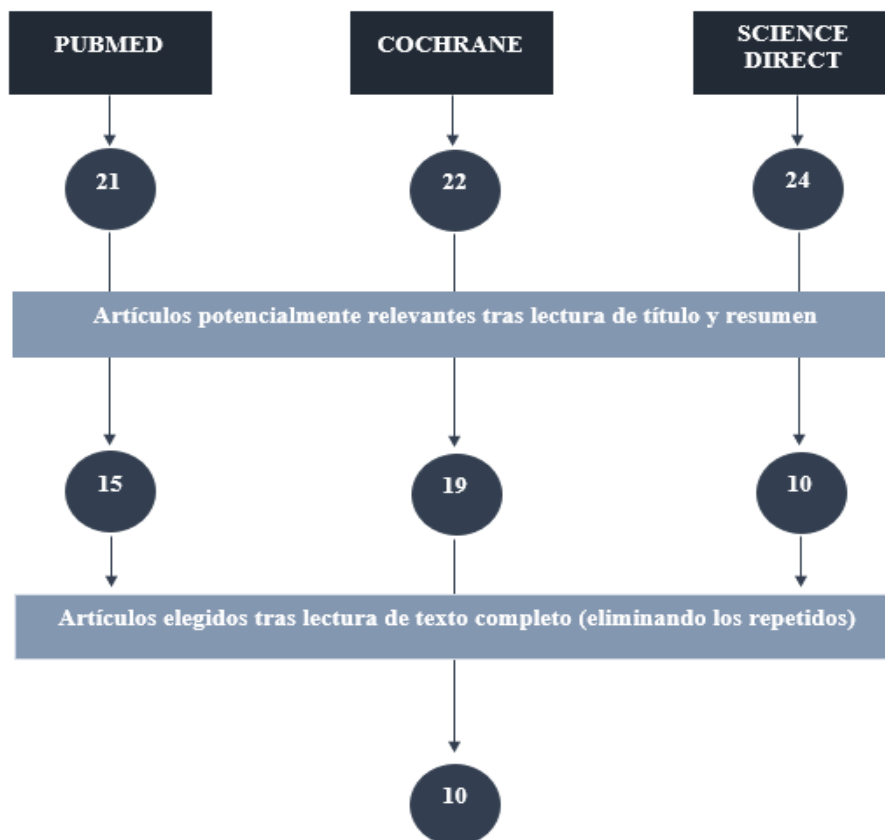 PUBMED
COCHRANE
SCIENCE
DIRECT
21
22
24
Artículos potencialmente relevantes tras lectura de título y resumen
15
19
10
Artículos elegidos tras lectura de texto completo (eliminando los repetidos)
10